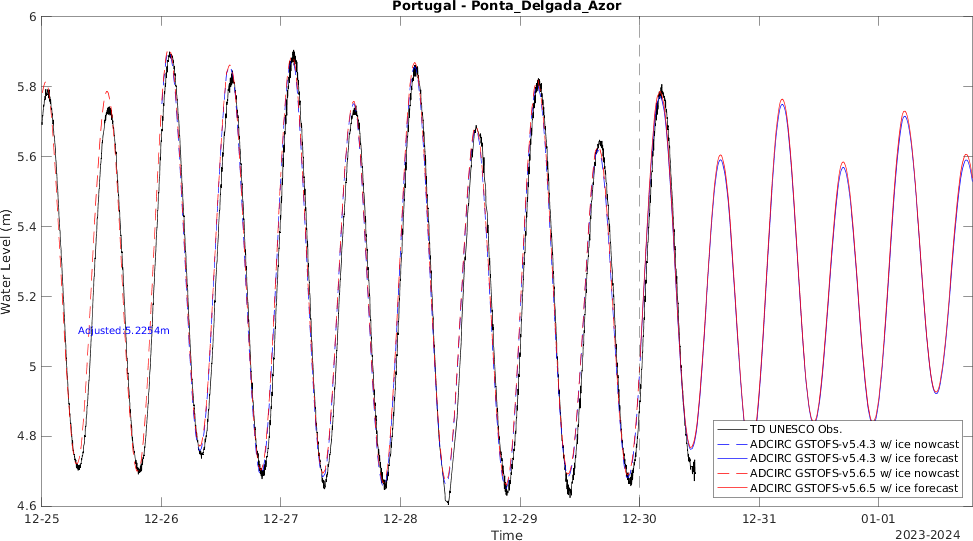 Portugal - Ponta_Delgada_Azor
6
5.8
5.6
5.4
5.2
5
4.8
4.6
Water Level (m)
Adjusted:5.2254m
TD UNESCO Obs.
ADCIRC GSTOFS-v5.4.3 w/ ice nowcast
ADCIRC GSTOFS-v5.4.3 w/ ice forecast
ADCIRC GSTOFS-v5.6.5 w/ ice nowcast
ADCIRC GSTOFS-v5.6.5 w/ ice forecast
12-25 12-26 12-27 12-28 12-29 12-30 12-31 01-01
Time
2023-2024